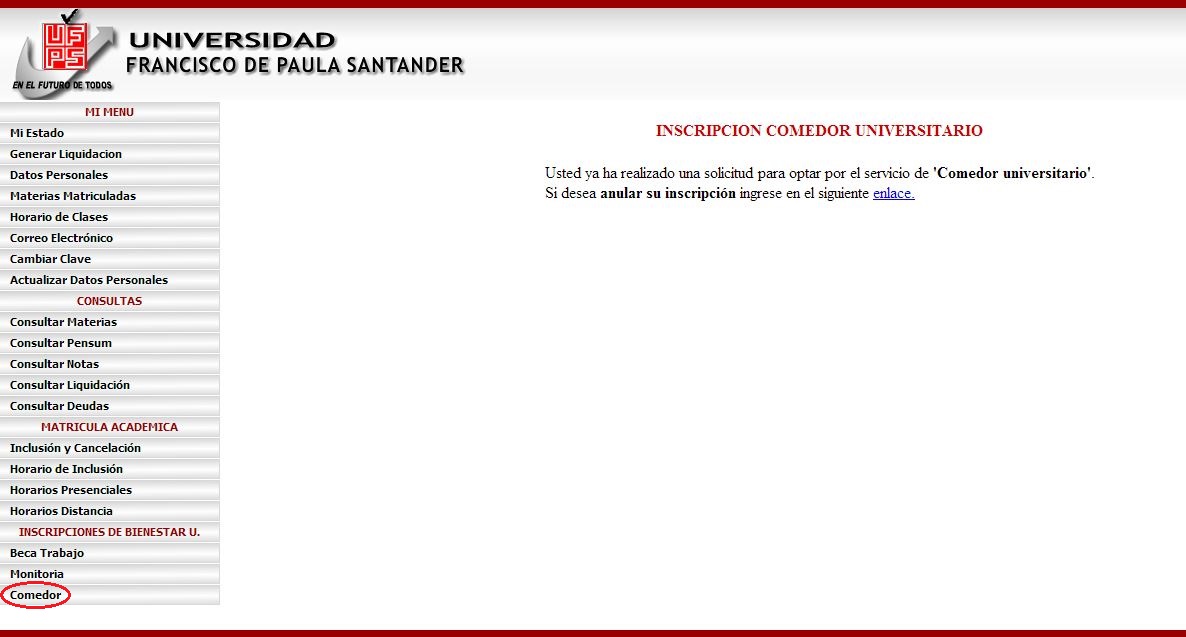 UFPS
EN EL FUTURO DE TODOS
UNIVERSIDAD
FRANCISCO DE PAULA SANTANDER
MI MENU
Mi Estado
Generar Liquidacion
Datos Personales
Materias Matriculadas
Horario de Clases
Correo Electrónico
Cambiar Clave
Actualizar Datos Personales
CONSULTAS
Consultar Materias
Consultar Pensum
Consultar Notas
Consultar Liquidación
Consultar Deudas
MATRICULA ACADEMICA
Inclusión y Cancelación
Horario de Inclusión
Horarios Presenciales
Horarios Distancia
INSCRIPCIONES DE BIENESTAR U.
Beca Trabajo
Monitoria
Comedor
INSCRIPCION COMEDOR UNIVERSITARIO
Usted ya ha realizado una solicitud para optar por el servicio de 'Comedor universitario'.
Si desea anular su inscripción ingrese en el siguiente enlace.